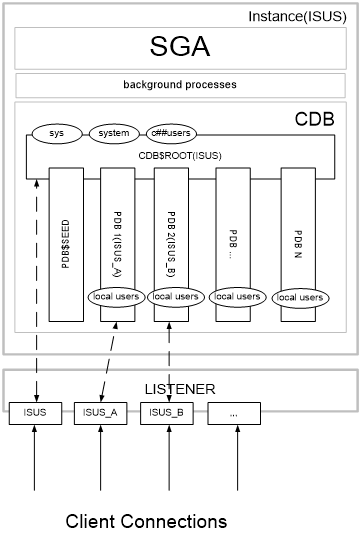 Instance(ISUS)
SGA
background processes
CDB
sys
system
c##users
CDB$ROOT(ISUS)
PDB$SEED
PDB 1(ISUS_A)
PDB 2(ISUS_B)
PDB ...
PDB N
local users
local users
local users
local users
LISTENER
ISUS
ISUS_A
ISUS_B
...
Client Connections